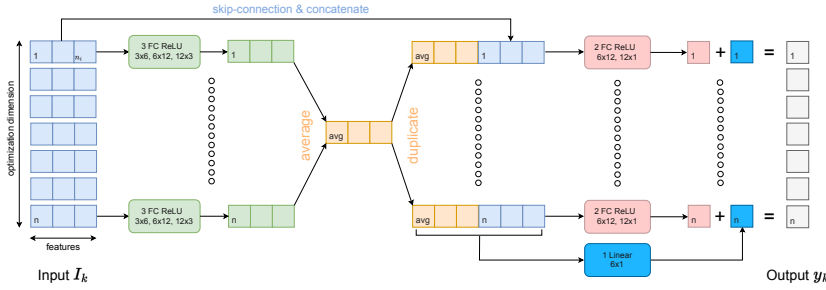 skip-connection & concatenate
optimization dimension
1
n_i
3 FC ReLU
3x6, 6x12, 12x3
1
avg
1
2 FC ReLU
6x12, 12x1
1
+
1
=
1
average
avg
duplicate
n
3 FC ReLU
3x6, 6x12, 12x3
n
avg
n
2 FC ReLU
6x12, 12x1
n
+
n
=
n
features
1 Linear
6x1
Input I_k
Output y_k